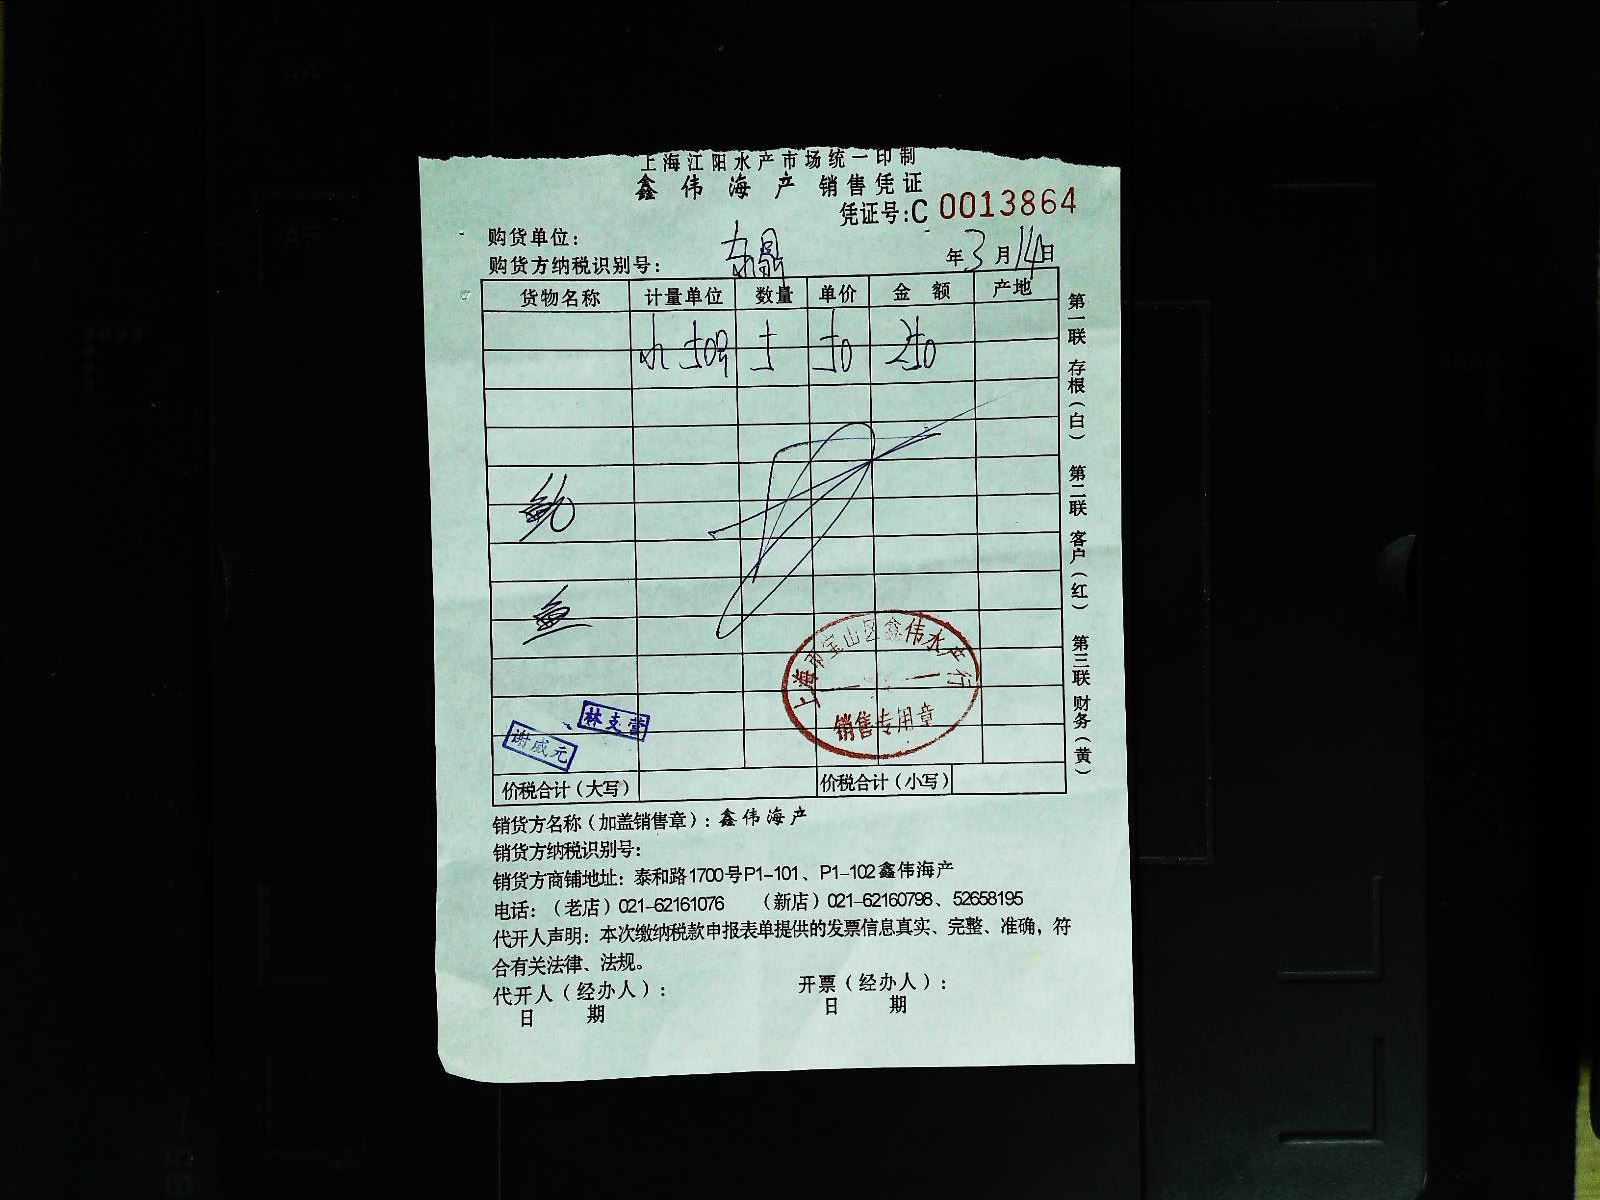 上海江阳水产市场统一印制
鑫伟海产 销售凭证
凭证号:C 0013864
购货单位:
购货方纳税识别号:
年3月14日
货物名称 计量单位 数量 单价 金额 产地
50号 5 50 250
上海市宝山区鑫伟水产行
销售专用章
林支营
谢成元
价税合计(大写) 价税合计(小写)
销货方名称(加盖销售章):鑫伟海产
销货方纳税识别号:
销货方商铺地址:泰和路1700号P1-101、P1-102鑫伟海产
电话:(老店)021-62161076 (新店)021-62160798、52658195
代开人声明:本次缴纳税款申报表单提供的发票信息真实、完整、准确,符
合有关法律、法规。
代开人(经办人): 开票(经办人):
日期 日期
第一联 存根(白) 第二联 客户(红) 第三联 财务(黄)